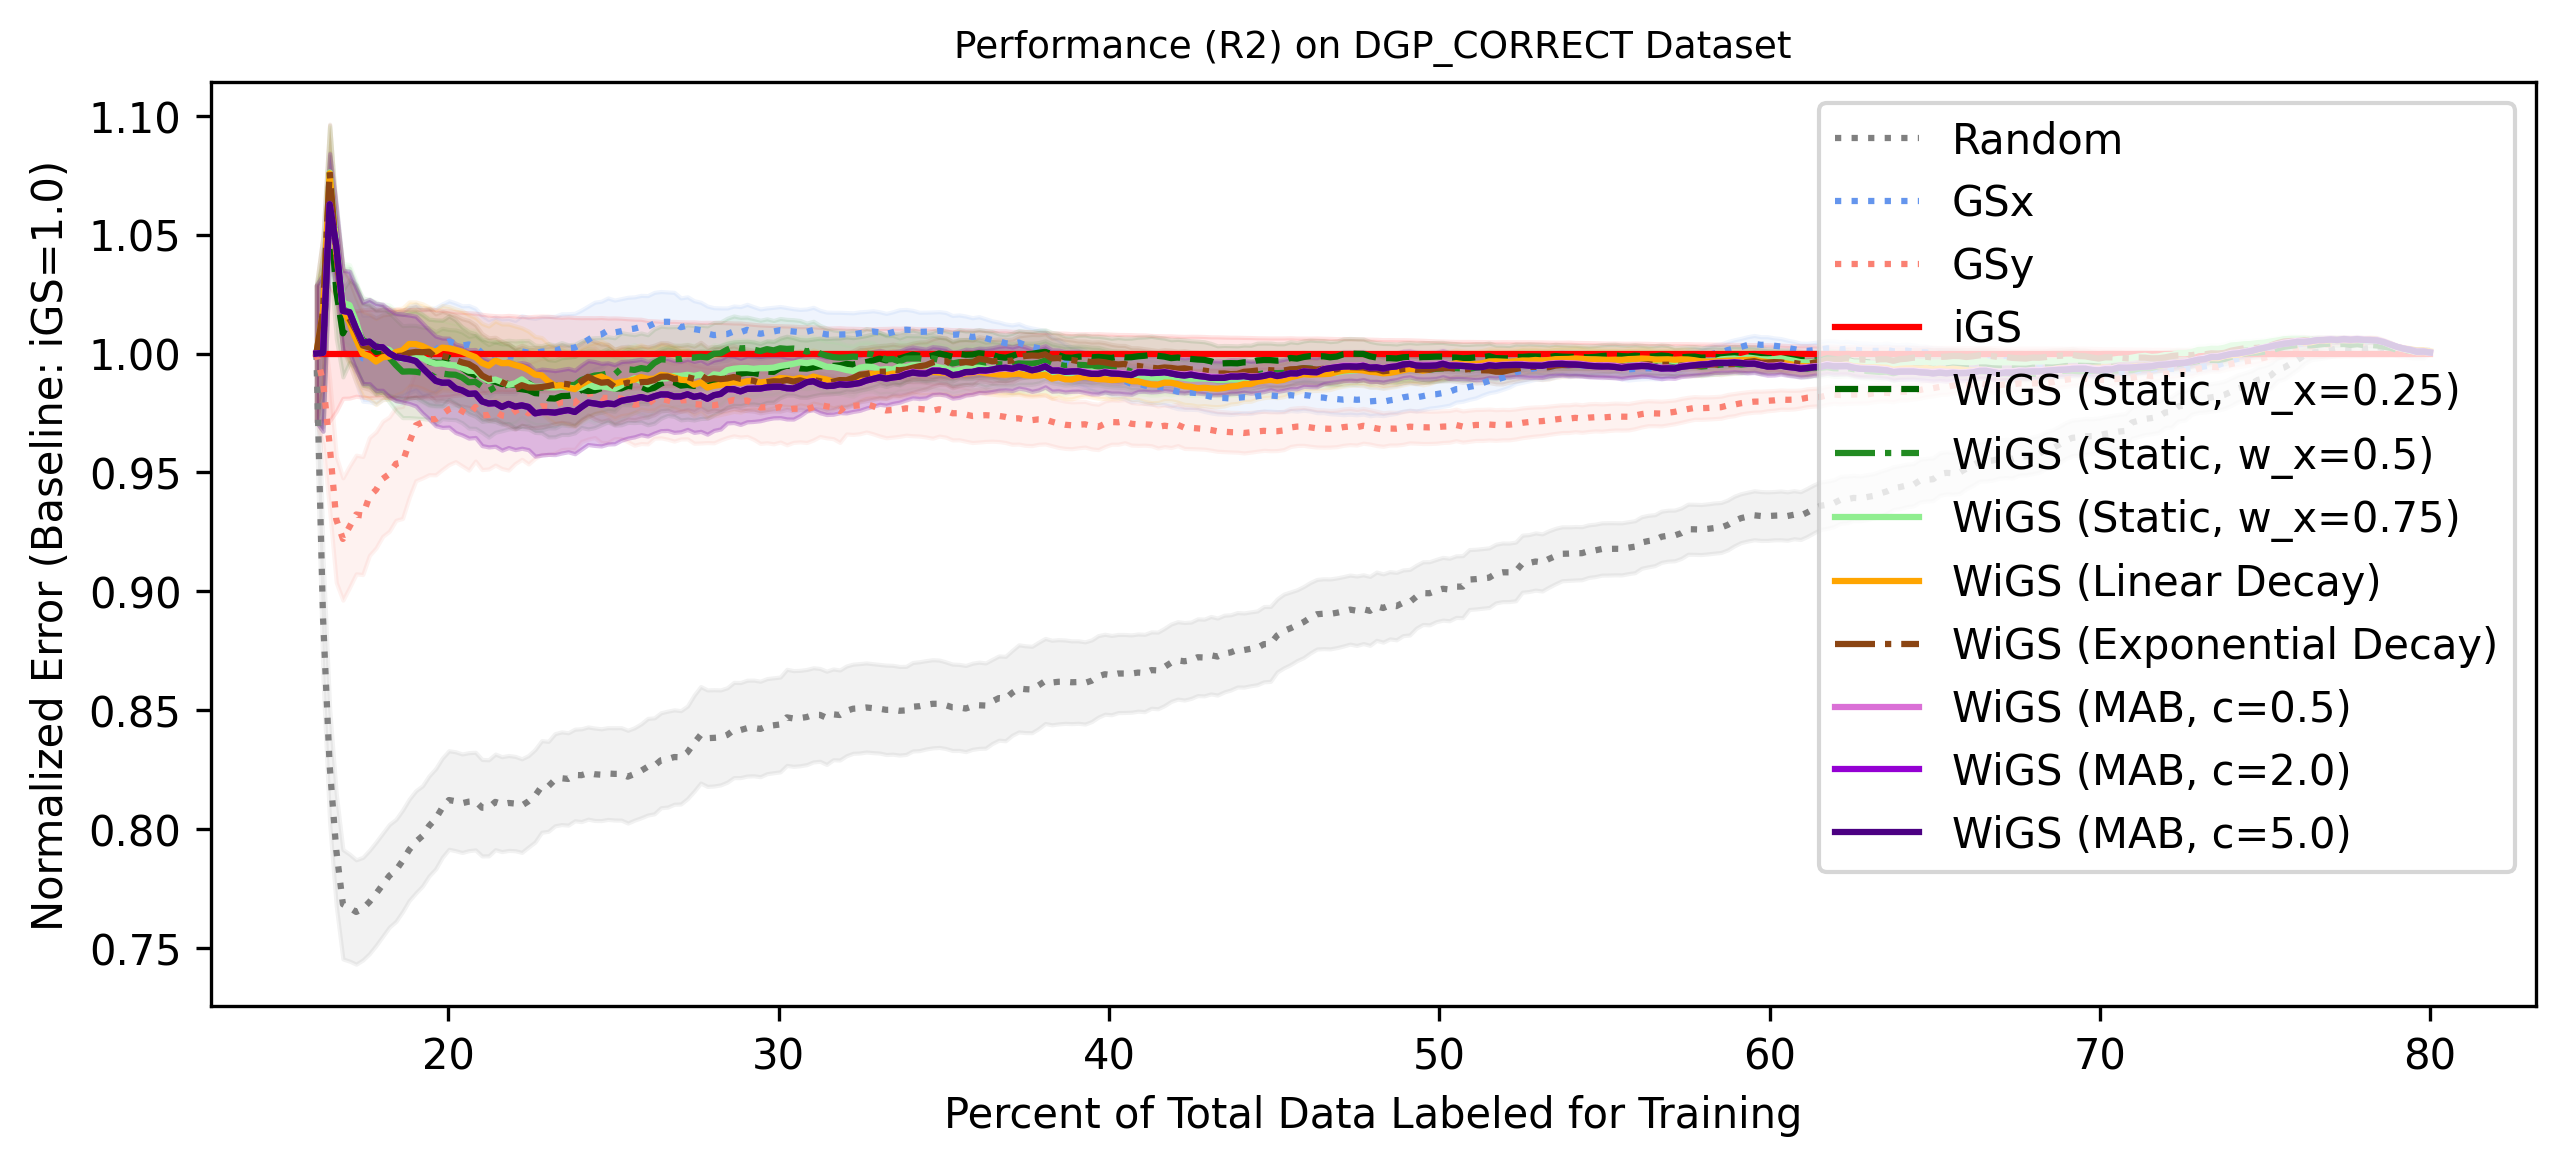 Performance (R2) on DGP_CORRECT Dataset
Normalized Error (Baseline: iGS=1.0)
1.10
1.05
1.00
0.95
0.90
0.85
0.80
0.75
Random
GSx
GSy
iGS
WiGS (Static, w_x=0.25)
WiGS (Static, w_x=0.5)
WiGS (Static, w_x=0.75)
WiGS (Linear Decay)
WiGS (Exponential Decay)
WiGS (MAB, c=0.5)
WiGS (MAB, c=2.0)
WiGS (MAB, c=5.0)
20 30 40 50 60 70 80
Percent of Total Data Labeled for Training